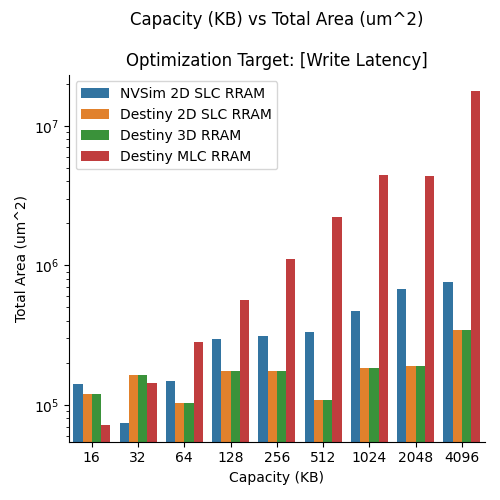 Capacity (KB) vs Total Area (um^2)
Optimization Target: [Write Latency]
NVSim 2D SLC RRAM
Destiny 2D SLC RRAM
Destiny 3D RRAM
Destiny MLC RRAM
Total Area (um^2)
10^7
10^6
10^5
16 32 64 128 256 512 1024 2048 4096
Capacity (KB)